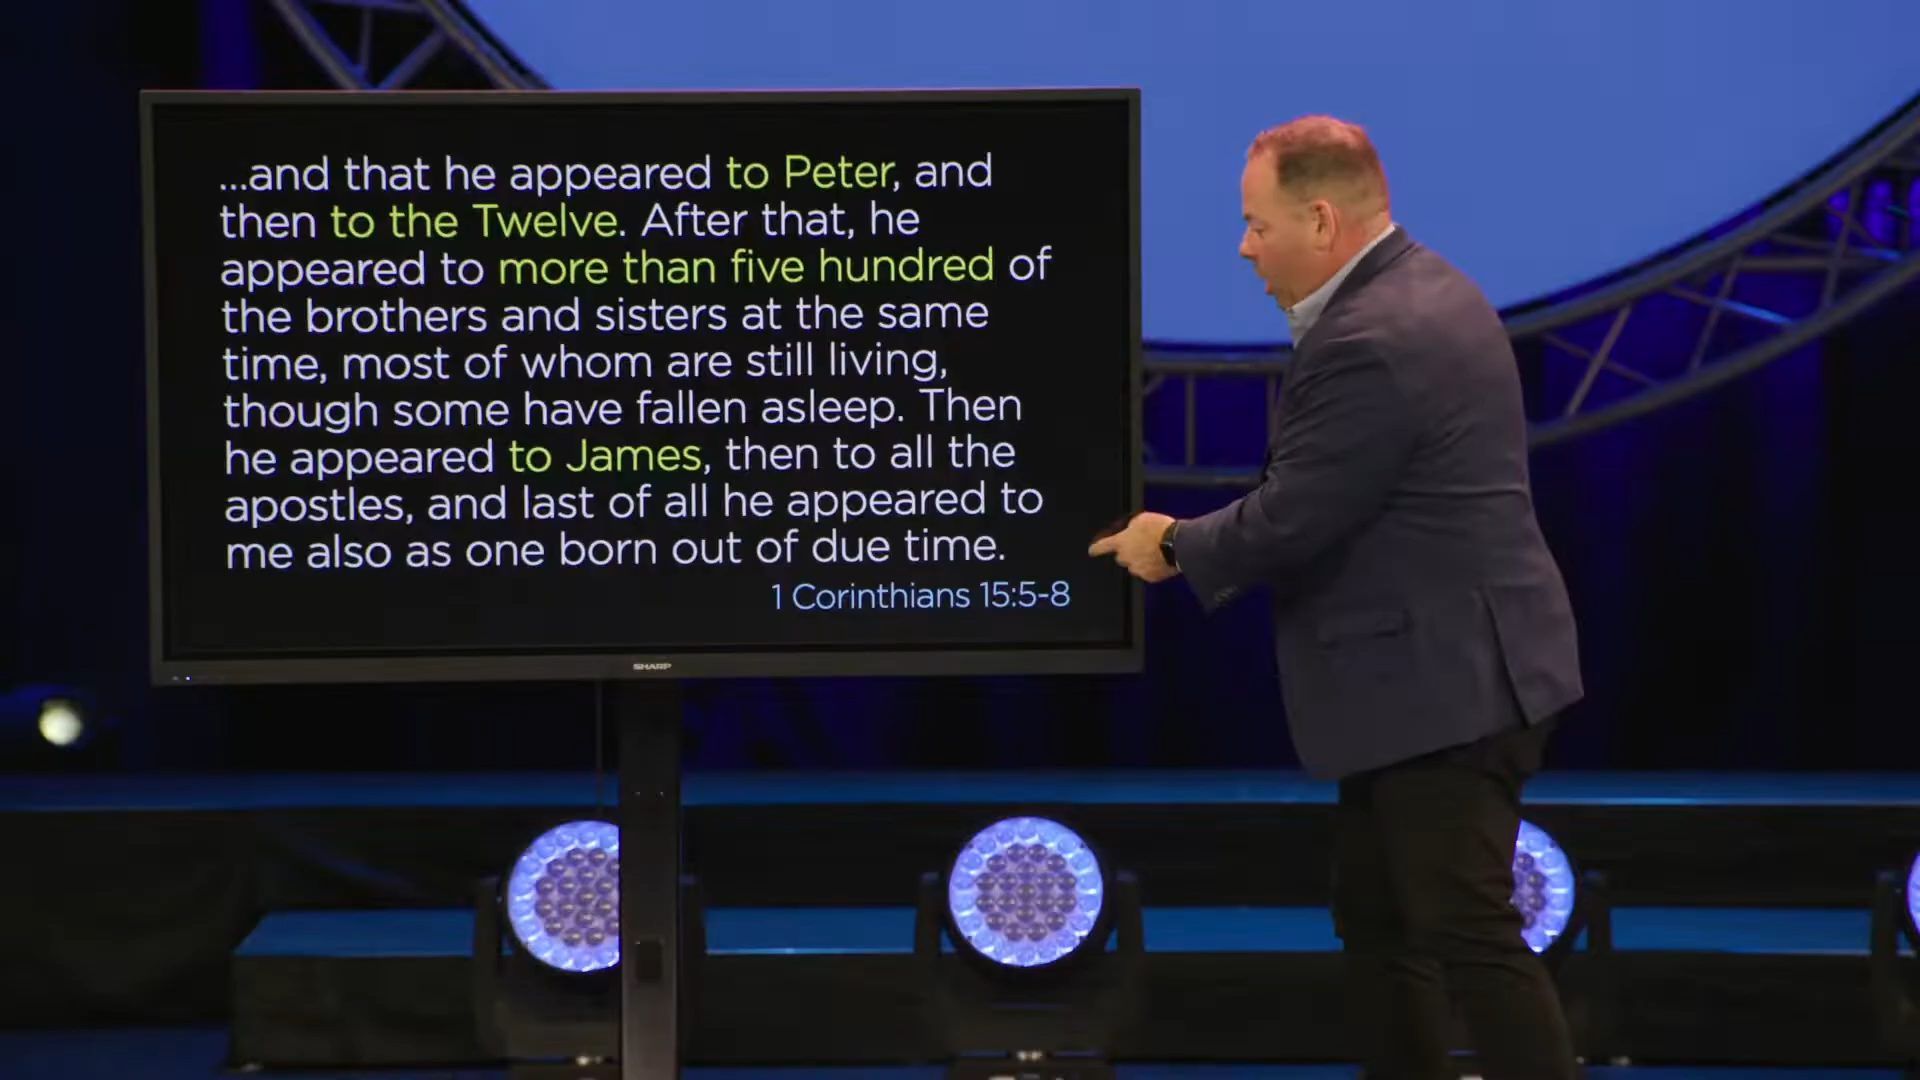 ...and that he appeared to Peter, and
then to the Twelve. After that, he
appeared to more than five hundred of
the brothers and sisters at the same
time, most of whom are still living,
though some have fallen asleep. Then
he appeared to James, then to all the
apostles, and last of all he appeared to
me also as one born out of due time.
1 Corinthians 15:5-8
SHARP